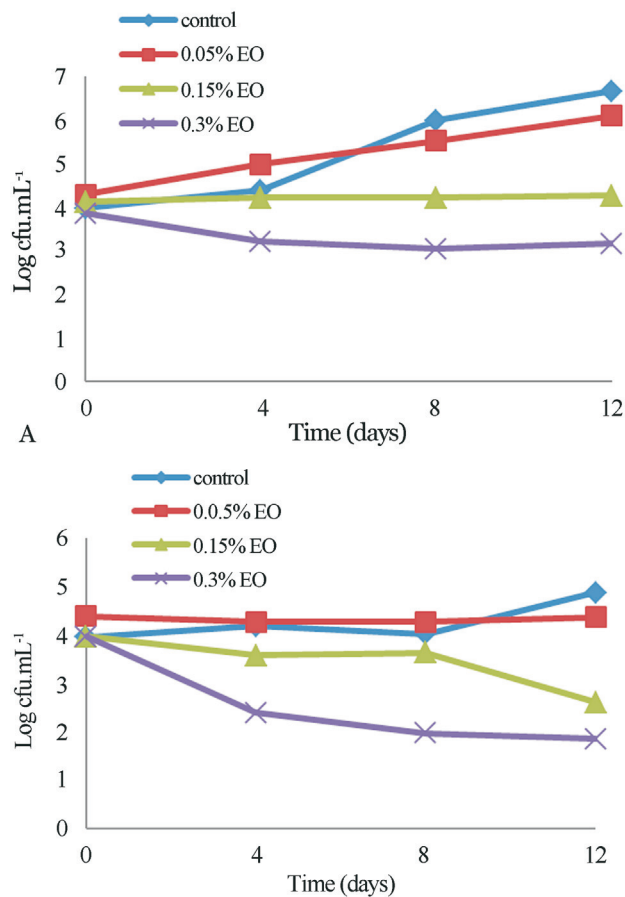 control
0.05% EO
0.15% EO
0.3% EO
Log cfu.mL⁻¹
7
6
5
4
3
2
1
0
0 4 8 12
Time (days)
A
control
0.0.5% EO
0.15% EO
0.3% EO
Log cfu.mL⁻¹
6
5
4
3
2
1
0
0 4 8 12
Time (days)